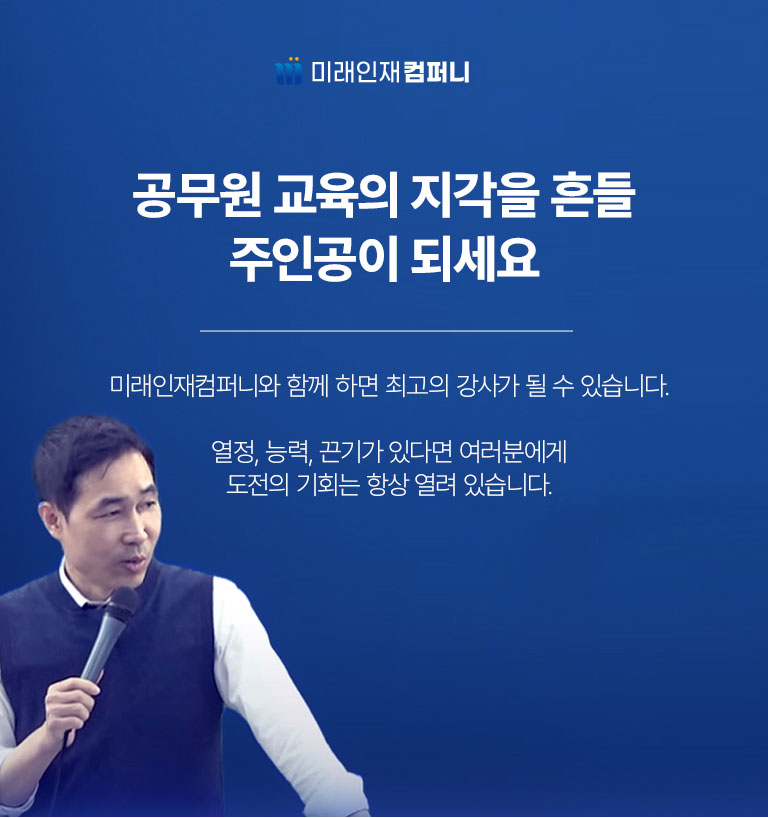 미래인재컴퍼니
공무원 교육의 지각을 흔들
주인공이 되세요
미래인재컴퍼니와 함께 하면 최고의 강사가 될 수 있습니다.
열정, 능력, 끈기가 있다면 여러분에게
도전의 기회는 항상 열려 있습니다.